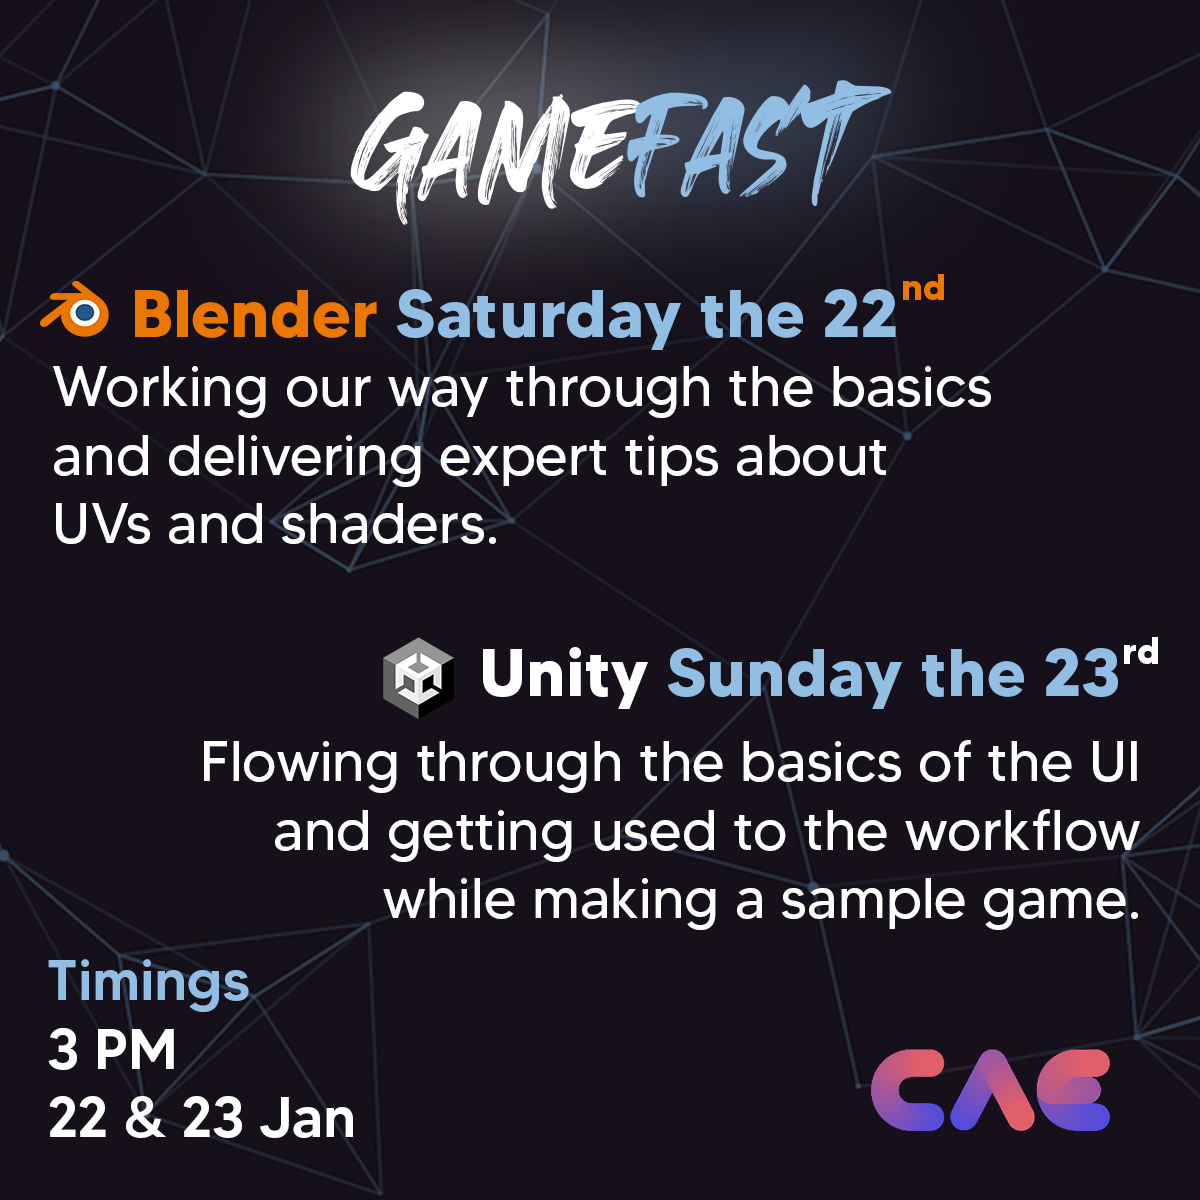 GAMEFAST
Blender Saturday the 22nd
Working our way through the basics
and delivering expert tips about
UVs and shaders.
Unity Sunday the 23rd
Flowing through the basics of the UI
and getting used to the workflow
while making a sample game.
Timings
3 PM
22 & 23 Jan
CAE